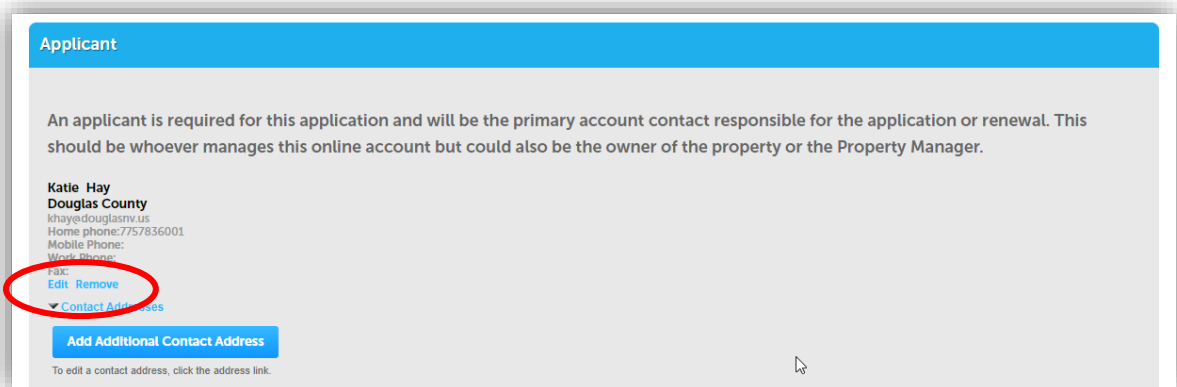 Applicant
An applicant is required for this application and will be the primary account contact responsible for the application or renewal. This
should be whoever manages this online account but could also be the owner of the property or the Property Manager.
Katie Hay
Douglas County
khay@douglasnv.us
Home phone:7757836001
Mobile Phone:
Work Phone:
Fax:
Edit Remove
Contact Addresses
Add Additional Contact Address
To edit a contact address, click the address link.